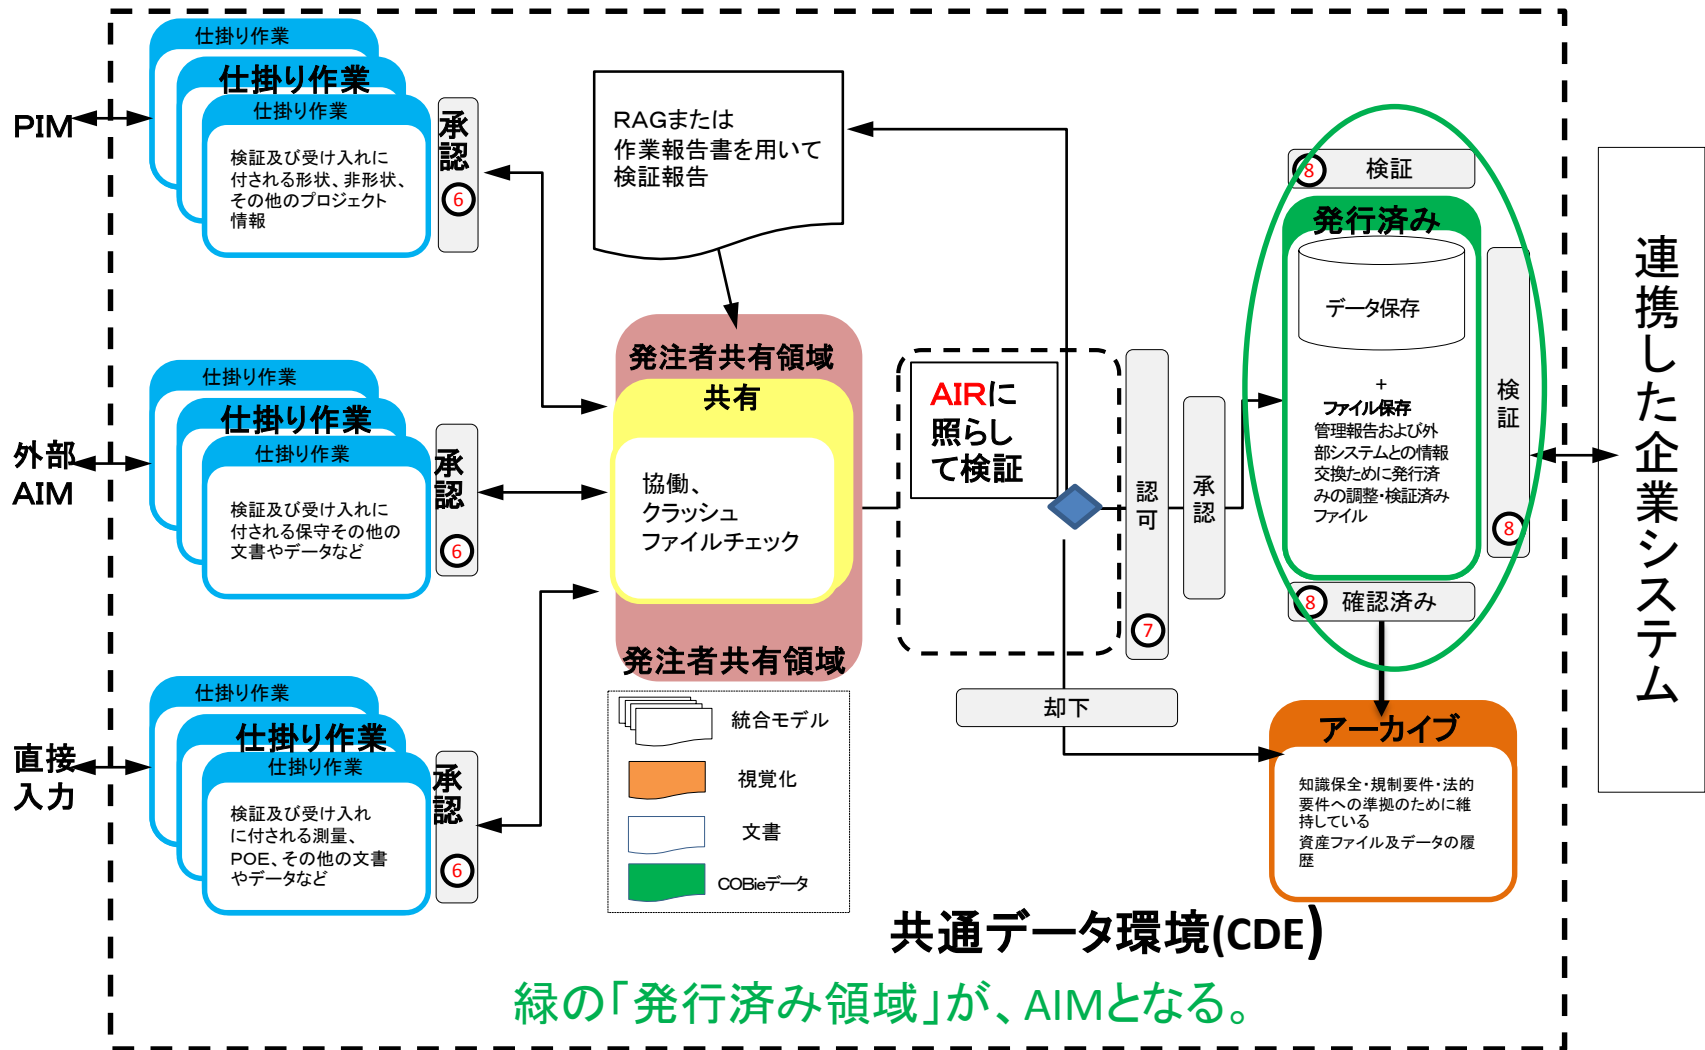 PIM
仕掛り作業
仕掛り作業
仕掛り作業
検証及び受け入れに
付される形状、非形状、
その他のプロジェクト
情報
承
認
6
外部
AIM
仕掛り作業
仕掛り作業
仕掛り作業
検証及び受け入れに
付される保守その他の
文書やデータなど
承
認
6
直接
入力
仕掛り作業
仕掛り作業
仕掛り作業
検証及び受け入れ
に付される測量、
POE、その他の文書
やデータなど
承
認
6
RAGまたは
作業報告書を用いて
検証報告
発注者共有領域
共有
協働、
クラッシュ
ファイルチェック
発注者共有領域
統合モデル
視覚化
文書
COBieデータ
AIRに
照らし
て検証
認
可
7
承
認
却下
8
検証
発行済み
データ保存
+
ファイル保存
管理報告および外
部システムとの情報
交換ために発行済
みの調整・検証済み
ファイル
検
証
8
8
確認済み
アーカイブ
知識保全・規制要件・法的
要件への準拠のために維
持している
資産ファイル及データの履
歴
連携した企業システム
共通データ環境(CDE)
緑の「発行済み領域」が、AIMとなる。